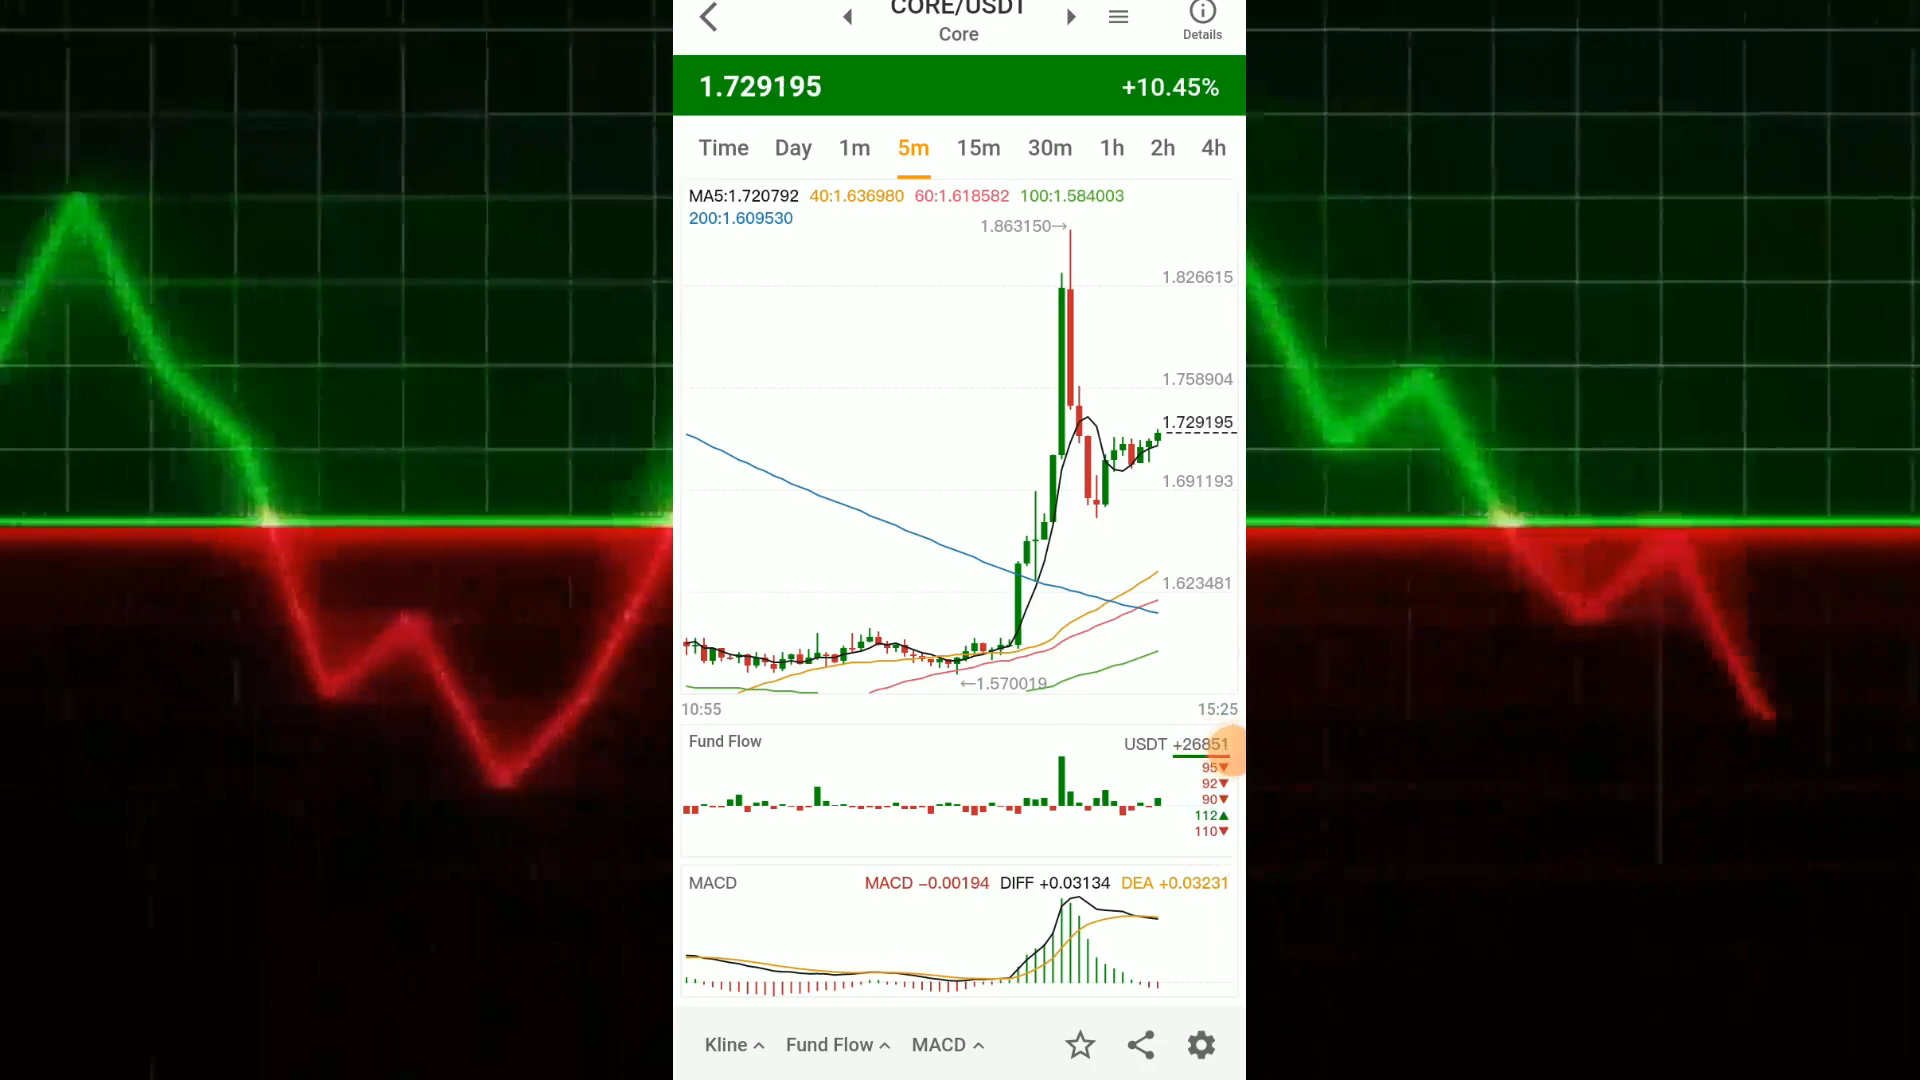 CORE/USDT
Core
Details
1.729195 +10.45%
Time Day 1m 5m 15m 30m 1h 2h 4h
MA5:1.720792 40:1.636980 60:1.618582 100:1.584003
200:1.609530
1.863150→
1.826615
1.758904
1.729195
1.691193
1.623481
←1.570019
10:55 15:25
Fund Flow USDT +26851
95▼
92▼
90▼
112▲
110▼
MACD MACD −0.00194 DIFF +0.03134 DEA +0.03231
Kline Fund Flow MACD